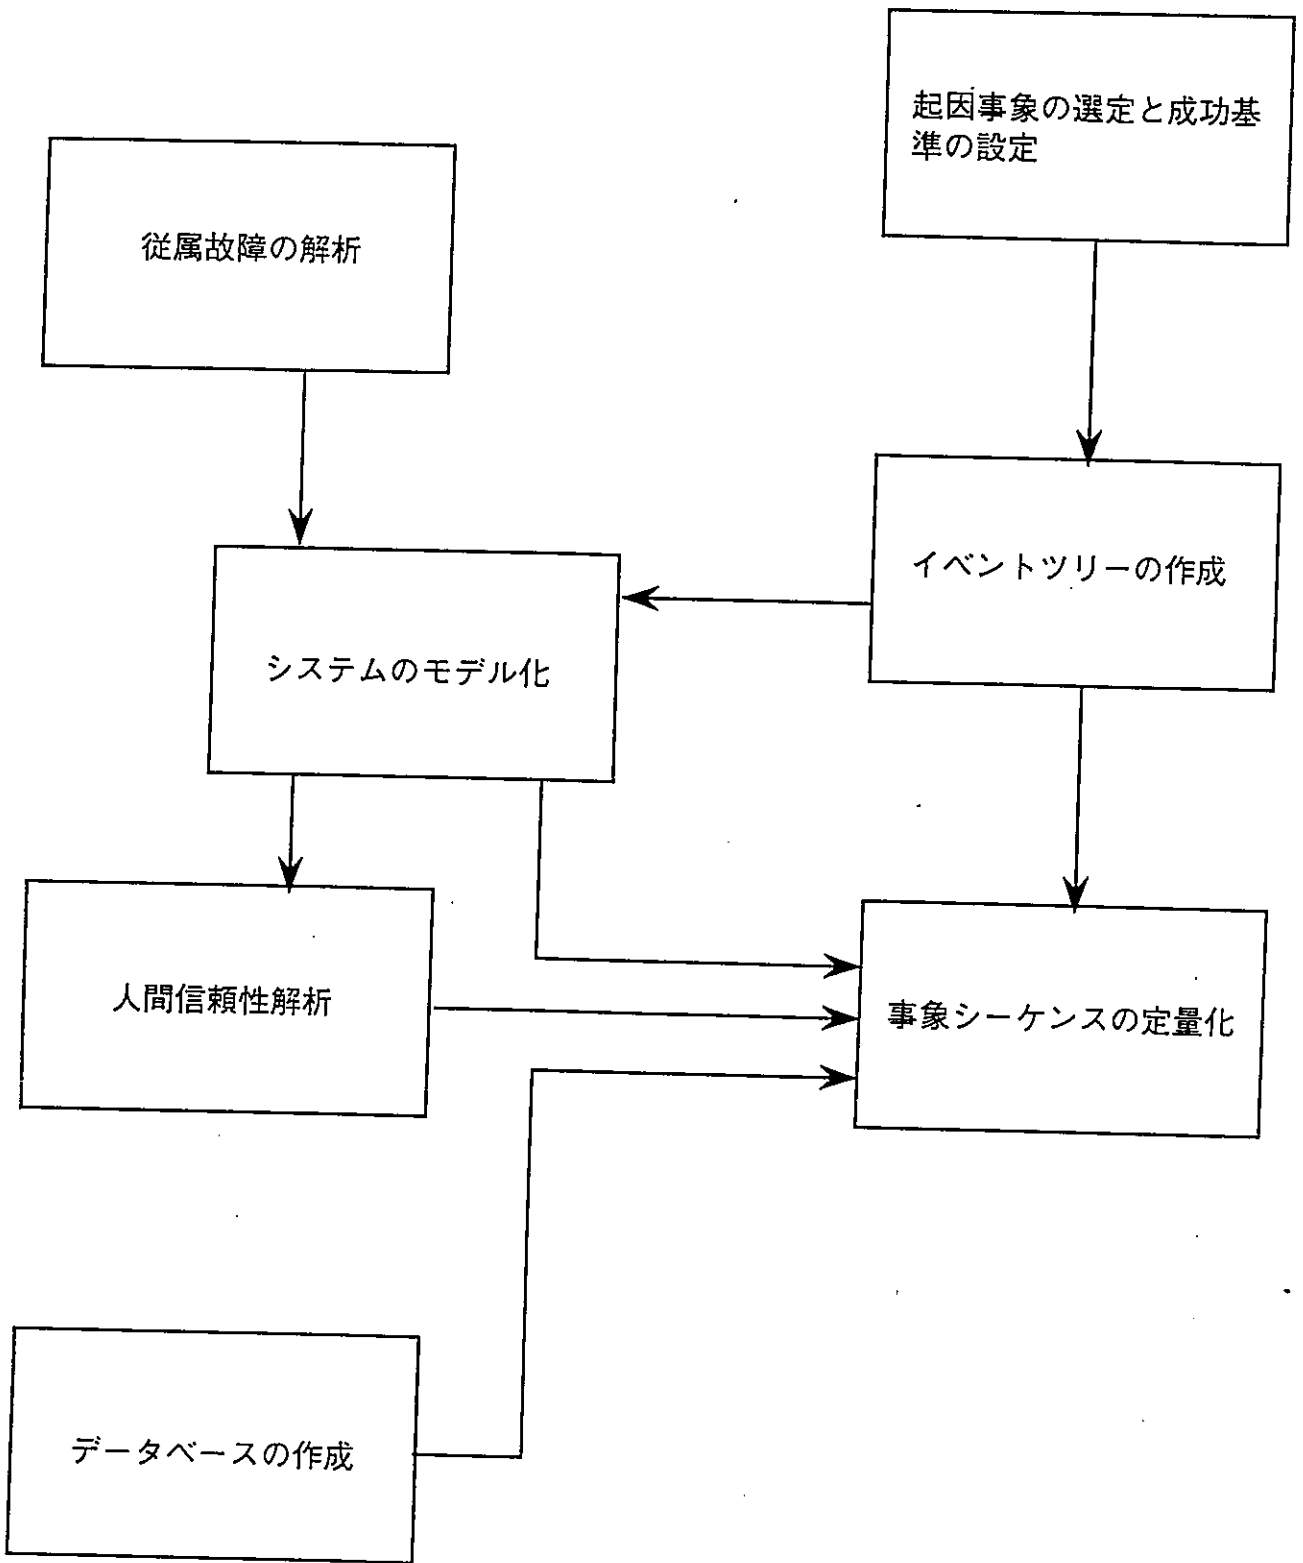 起因事象の選定と成功基
準の設定
従属故障の解析
イベントツリーの作成
システムのモデル化
人間信頼性解析
事象シーケンスの定量化
データベースの作成